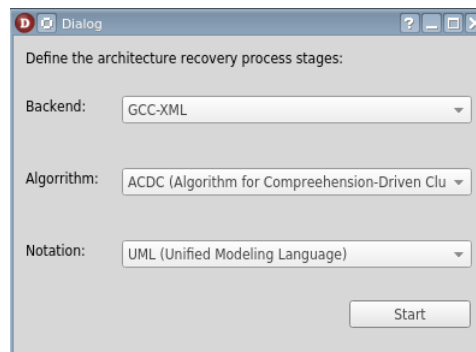 Dialog
Define the architecture recovery process stages:
Backend: GCC-XML
Algorrithm: ACDC (Algorithm for Compreehension-Driven Clu
Notation: UML (Unified Modeling Language)
Start